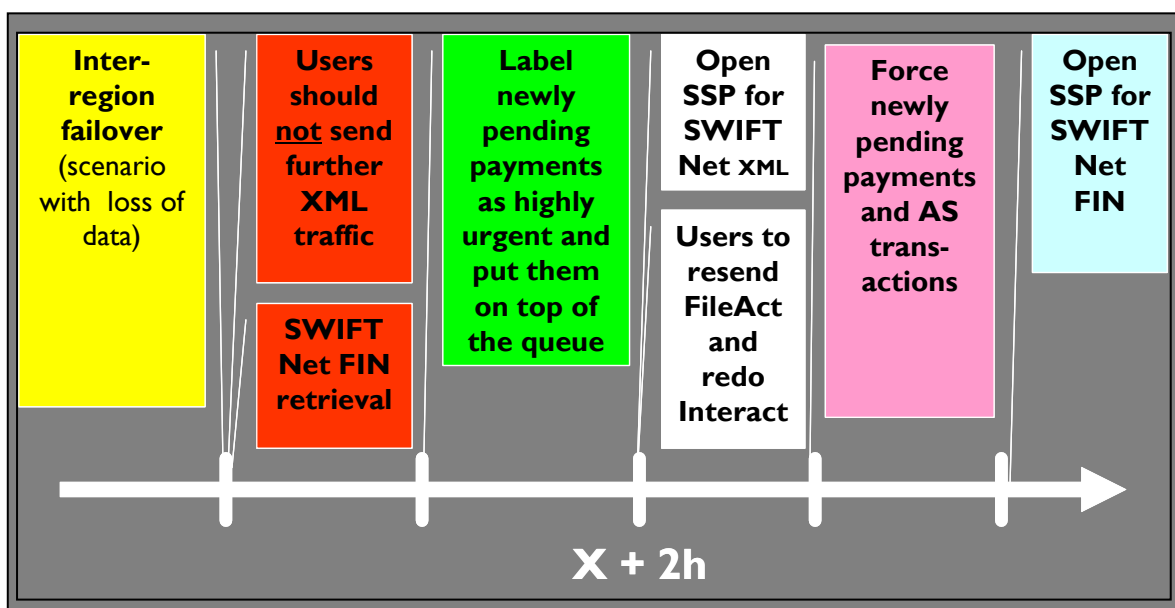 Inter-
region
failover
(scenario
with loss of
data)
Users
should
not send
further
XML
traffic
SWIFT
Net FIN
retrieval
Label
newly
pending
payments
as highly
urgent and
put them
on top of
the queue
Open
SSP for
SWIFT
Net XML
Users to
resend
FileAct
and
redo
Interact
Force
newly
pending
payments
and AS
trans-
actions
Open
SSP for
SWIFT
Net
FIN
X + 2h